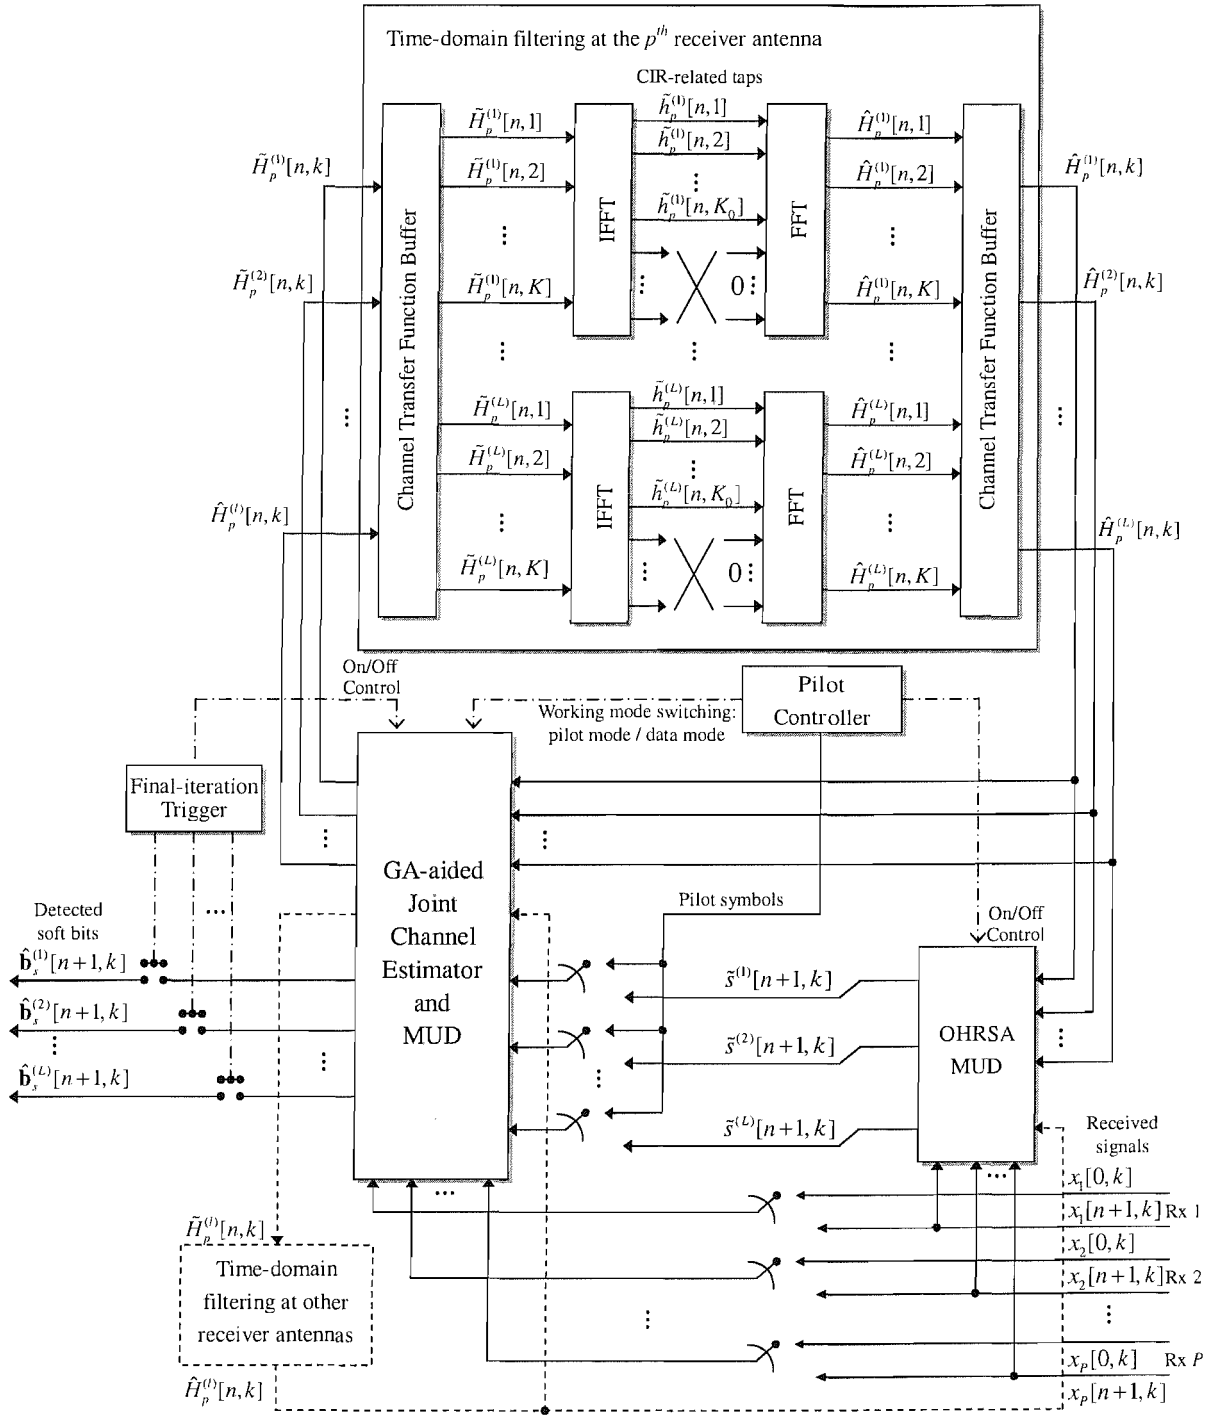 Time-domain filtering at the p^{th} receiver antenna
CIR-related taps
Channel Transfer Function Buffer
IFFT
FFT
Channel Transfer Function Buffer
H̃_p^{(1)}[n,k]
H̃_p^{(2)}[n,k]
⋮
Ĥ_p^{(l)}[n,k]
H̃_p^{(1)}[n,1]
H̃_p^{(1)}[n,2]
⋮
H̃_p^{(1)}[n,K]
⋮
h̃_p^{(1)}[n,1]
h̃_p^{(1)}[n,2]
⋮
h̃_p^{(1)}[n,K_0]
⋮
0⋮
⋮
Ĥ_p^{(1)}[n,1]
Ĥ_p^{(1)}[n,2]
⋮
Ĥ_p^{(1)}[n,K]
⋮
Ĥ_p^{(1)}[n,k]
Ĥ_p^{(2)}[n,k]
⋮
Ĥ_p^{(L)}[n,k]
H̃_p^{(L)}[n,1]
H̃_p^{(L)}[n,2]
⋮
H̃_p^{(L)}[n,K]
IFFT
h̃_p^{(L)}[n,1]
h̃_p^{(L)}[n,2]
⋮
h̃_p^{(L)}[n,K_0]
⋮
0⋮
FFT
Ĥ_p^{(L)}[n,1]
Ĥ_p^{(L)}[n,2]
⋮
Ĥ_p^{(L)}[n,K]
On/Off
Control
Working mode switching:
pilot mode / data mode
Pilot
Controller
Final-iteration
Trigger
...
GA-aided
Joint
Channel
Estimator
and
MUD
Pilot symbols
On/Off
Control
Detected
soft bits
b̂_s^{(1)}[n+1,k]
b̂_s^{(2)}[n+1,k]
⋮
b̂_s^{(L)}[n+1,k]
s̃^{(1)}[n+1,k]
s̃^{(2)}[n+1,k]
⋮
s̃^{(L)}[n+1,k]
OHRSA
MUD
Received
signals
x_1[0,k]
x_1[n+1,k] Rx 1
x_2[0,k]
x_2[n+1,k] Rx 2
⋮
x_P[0,k] Rx P
x_P[n+1,k]
H̃_p^{(l)}[n,k]
Time-domain
filtering at other
receiver antennas
Ĥ_p^{(l)}[n,k]